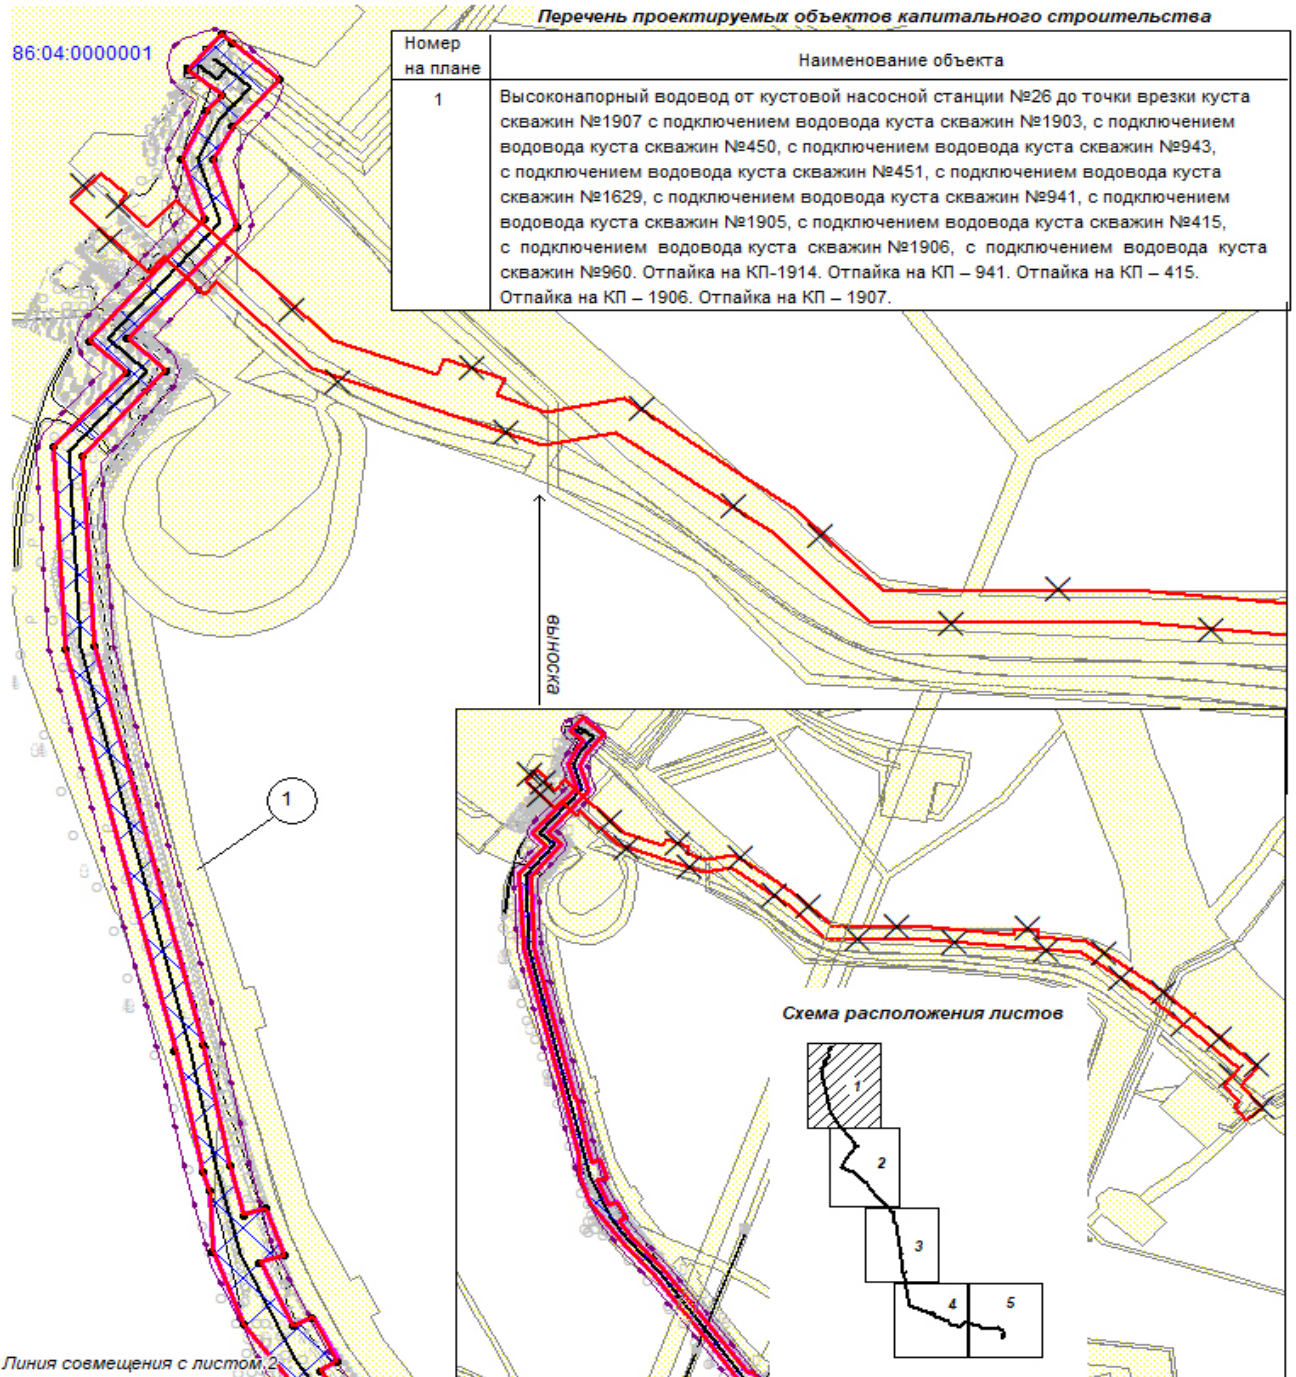 Перечень проектируемых объектов капитального строительства
86:04:0000001
Номер
на плане
Наименование объекта
1
Высоконапорный водовод от кустовой насосной станции №26 до точки врезки куста
скважин №1907 с подключением водовода куста скважин №1903, с подключением
водовода куста скважин №450, с подключением водовода куста скважин №943,
с подключением водовода куста скважин №451, с подключением водовода куста
скважин №1629, с подключением водовода куста скважин №941, с подключением
водовода куста скважин №1905, с подключением водовода куста скважин №415,
с подключением водовода куста скважин №1906, с подключением водовода куста
скважин №960. Отпайка на КП-1914. Отпайка на КП – 941. Отпайка на КП – 415.
Отпайка на КП – 1906. Отпайка на КП – 1907.
выноска
1
Схема расположения листов
1
2
3
4
5
Линия совмещения с листом 2